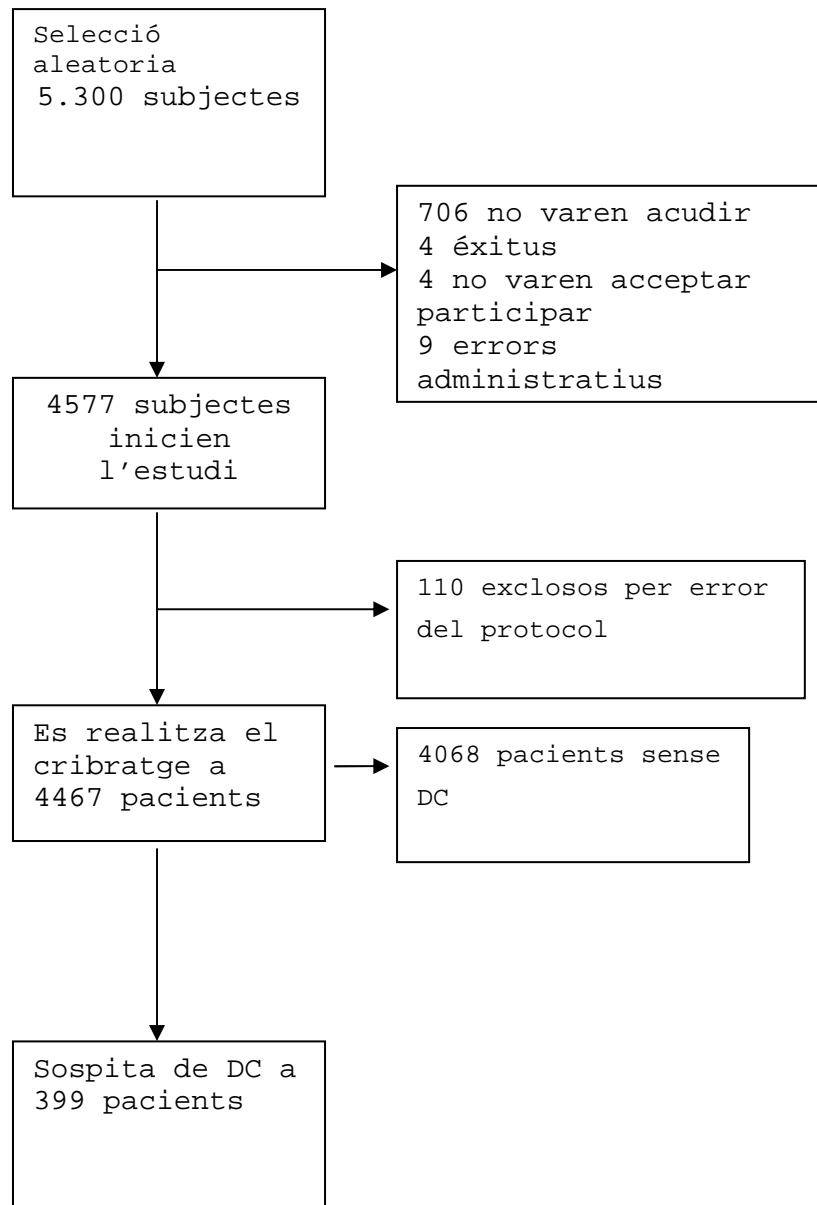 Selecció
aleatoria
5.300 subjectes
706 no varen acudir
4 éxitus
4 no varen acceptar
participar
9 errors
administratius
4577 subjectes
inicien
l’estudi
110 exclosos per error
del protocol
Es realitza el
cribratge a
4467 pacients
4068 pacients sense
DC
Sospita de DC a
399 pacients